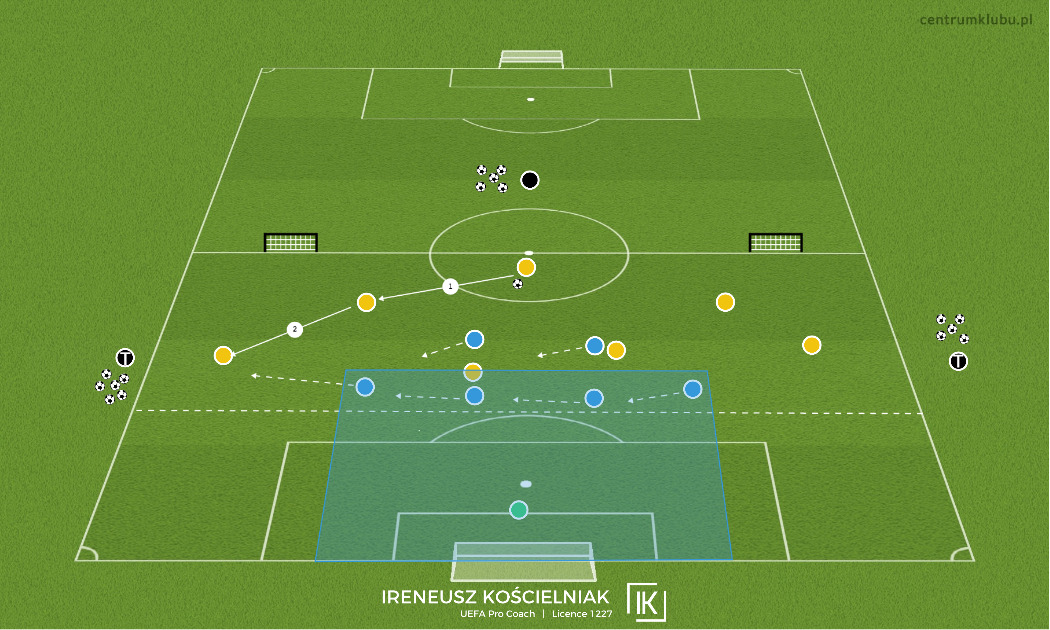 centrumklubu.pl
1
2
T
T
IRENEUSZ KOŚCIELNIAK
UEFA Pro Coach | Licence 1227
IK